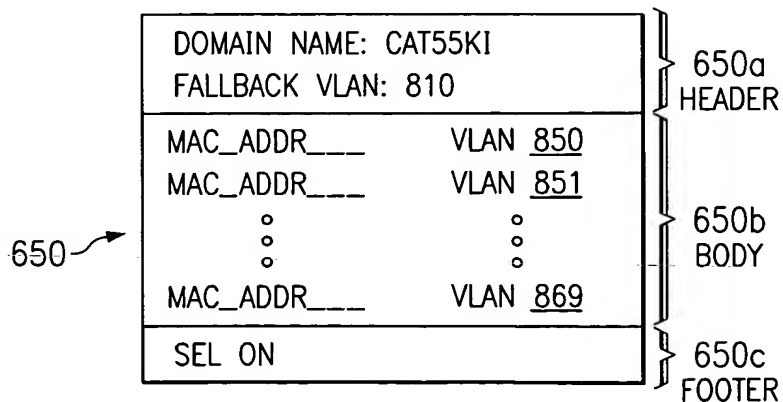 DOMAIN NAME: CAT55KI
FALLBACK VLAN: 810
650a
HEADER
MAC_ADDR___ VLAN 850
MAC_ADDR___ VLAN 851
650
650b
BODY
MAC_ADDR___ VLAN 869
SEL ON
650c
FOOTER